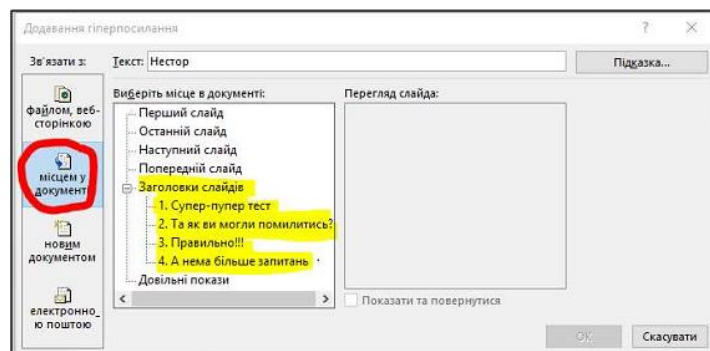 Додавання гіперпосилання
? ×
Зв'язати з:
Текст: Нестор
Підказка...
файлом, веб-
сторінкою
місцем у
документі
новим
документом
електронно_
ю поштою
Виберіть місце в документі:
Перший слайд
Останній слайд
Наступний слайд
Попередній слайд
Заголовки слайдів
1. Супер-пупер тест
2. Та як ви могли помилитись?
3. Правильно!!!
4. А нема більше запитань
Довільні покази
Перегляд слайда:
Показати та повернутися
ОК
Скасувати